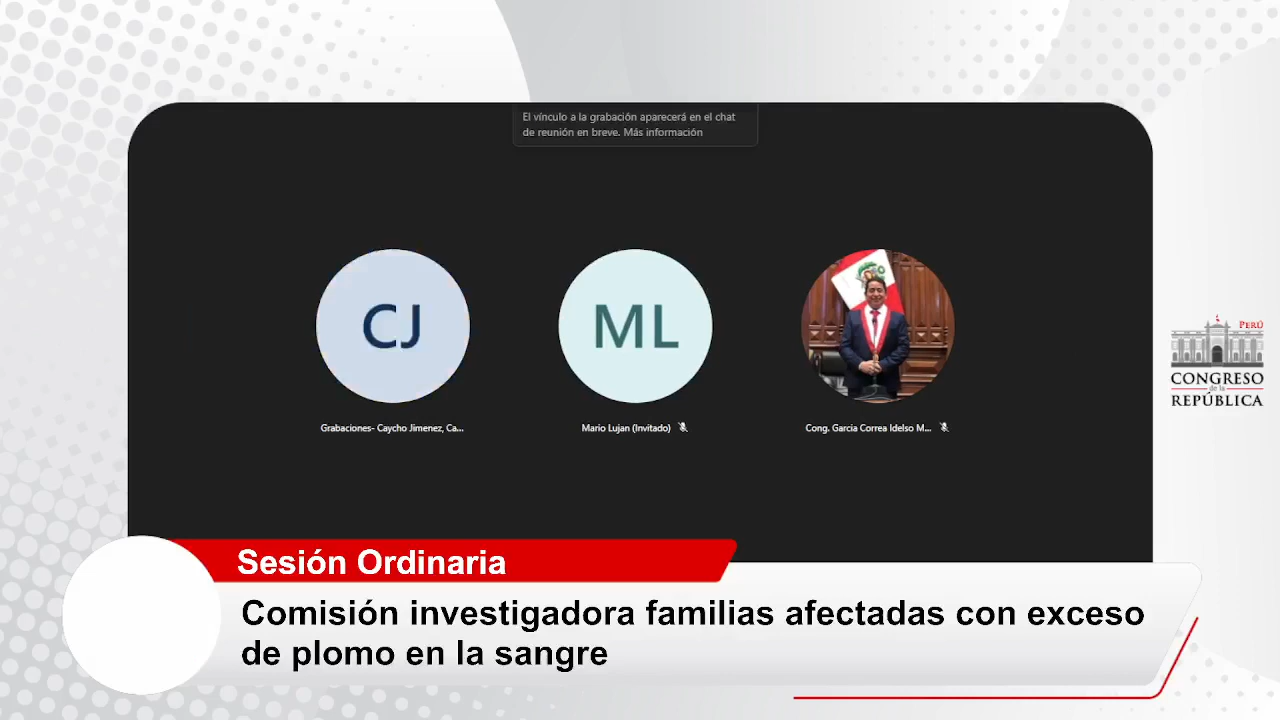 El vínculo a la grabación aparecerá en el chat
de reunión en breve. Más información
CJ
ML
Grabaciones- Caycho Jimenez, Ca...
Mario Lujan (Invitado)
Cong. Garcia Correa Idelso M...
PERÚ
CONGRESO
de la
REPÚBLICA
Sesión Ordinaria
Comisión investigadora familias afectadas con exceso
de plomo en la sangre